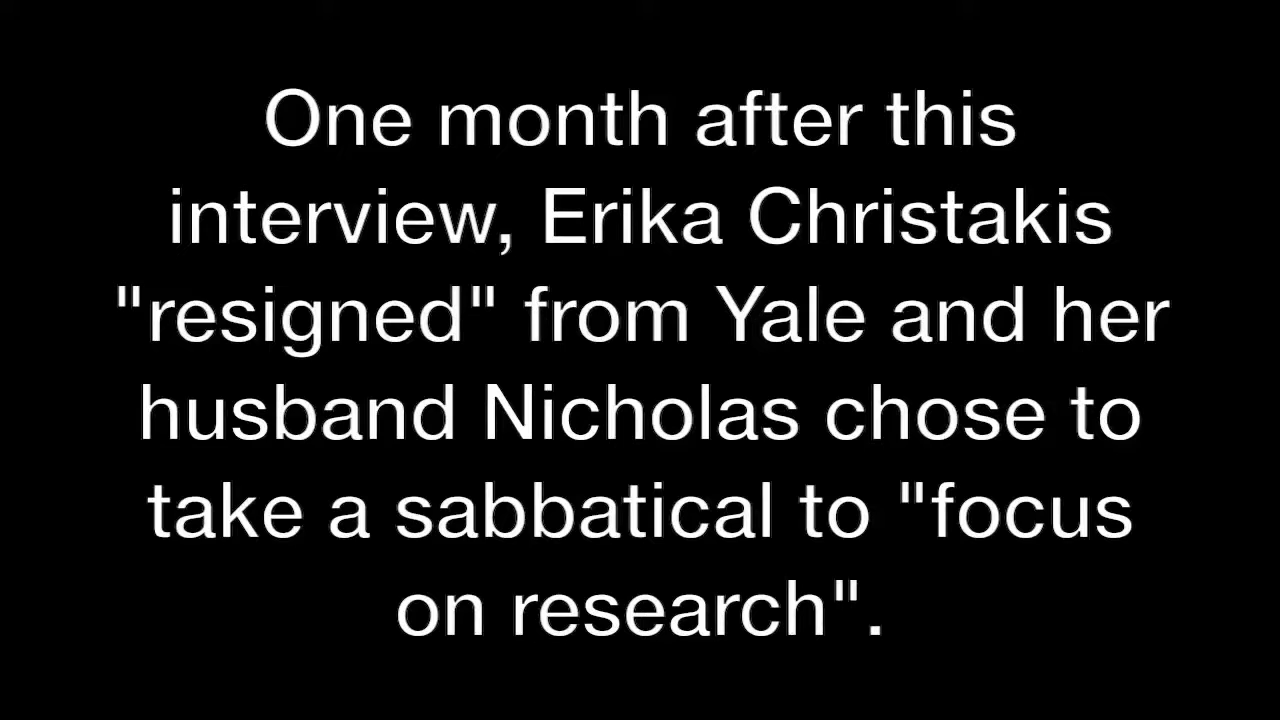 One month after this
interview, Erika Christakis
"resigned" from Yale and her
husband Nicholas chose to
take a sabbatical to "focus
on research".